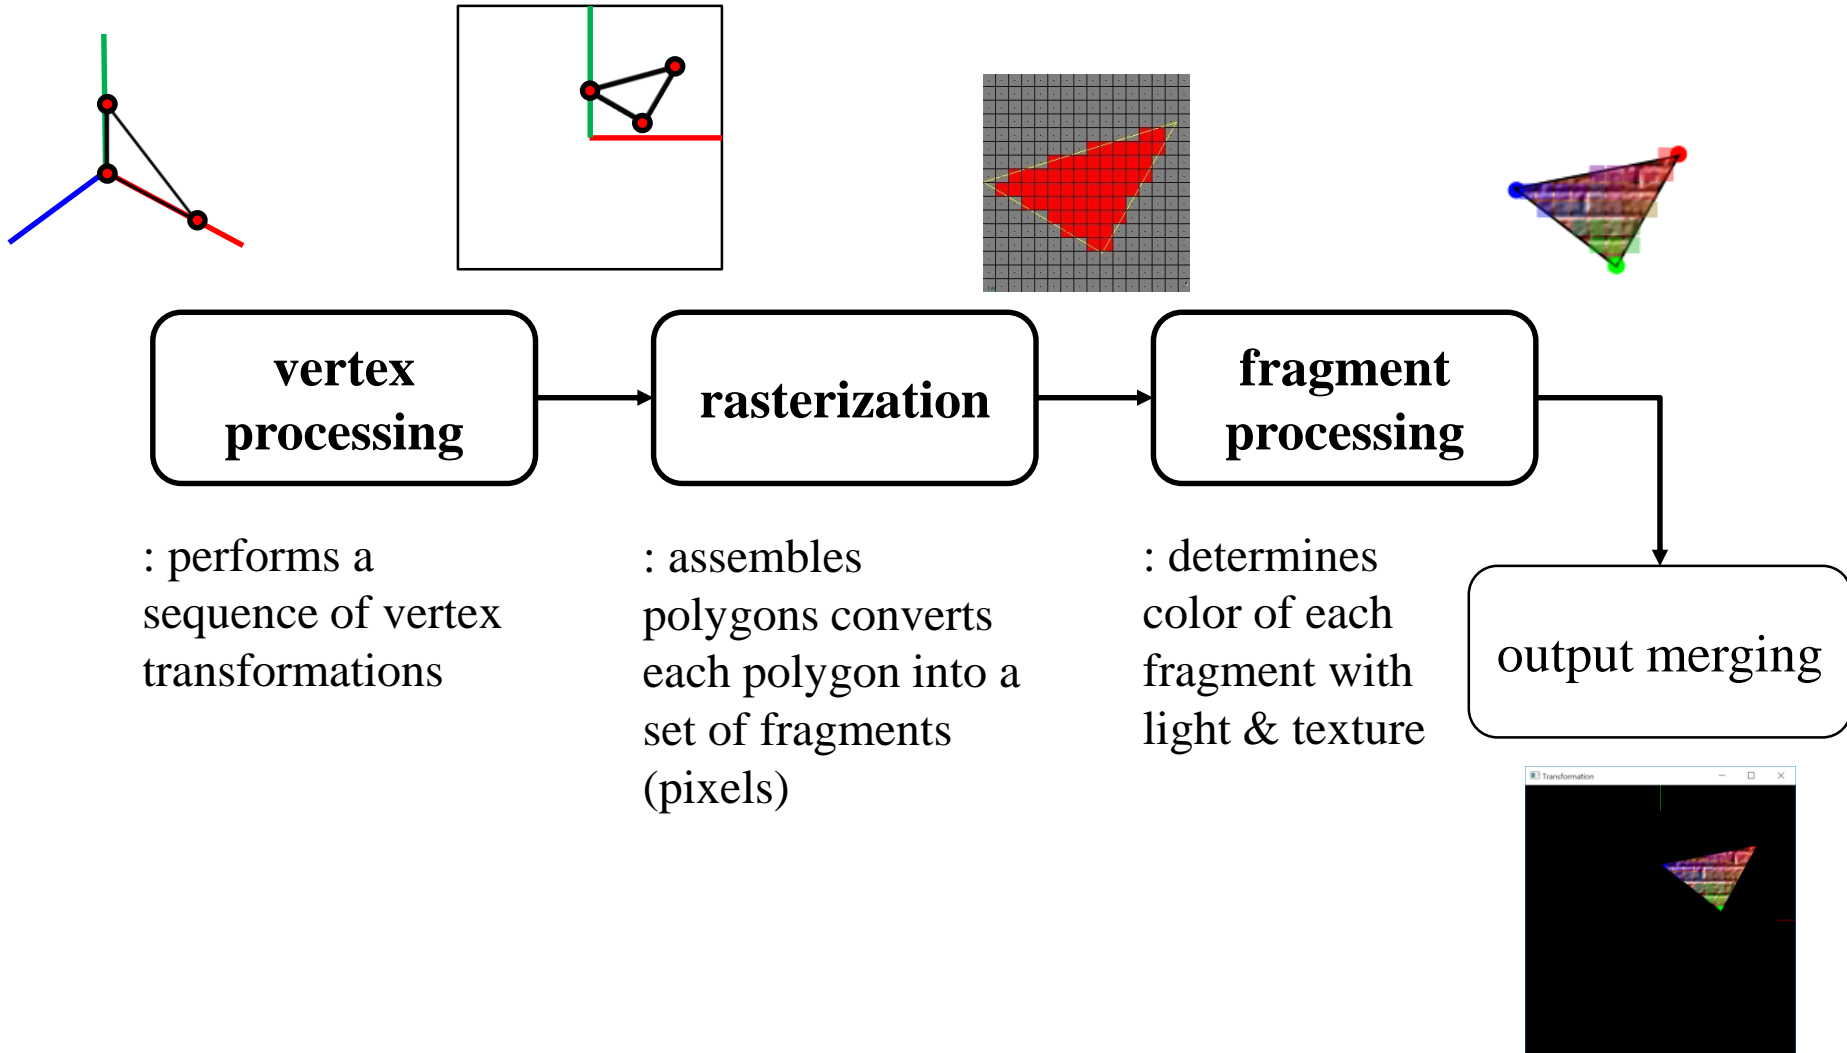 vertex
processing
rasterization
fragment
processing
: performs a
sequence of vertex
transformations
: assembles
polygons converts
each polygon into a
set of fragments
(pixels)
: determines
color of each
fragment with
light & texture
output merging
Transformation